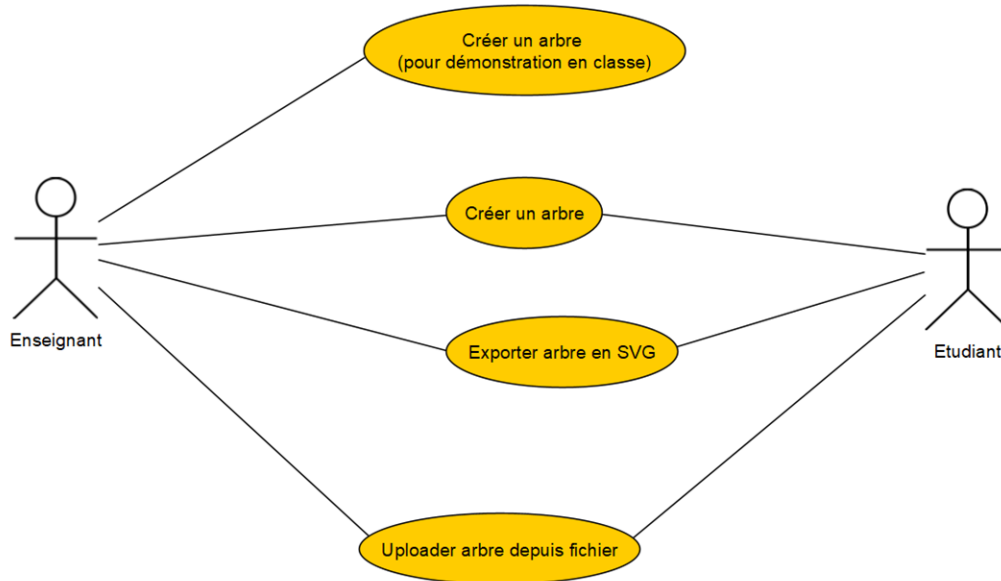 Créer un arbre
(pour démonstration en classe)
Créer un arbre
Enseignant
Exporter arbre en SVG
Etudiant
Uploader arbre depuis fichier